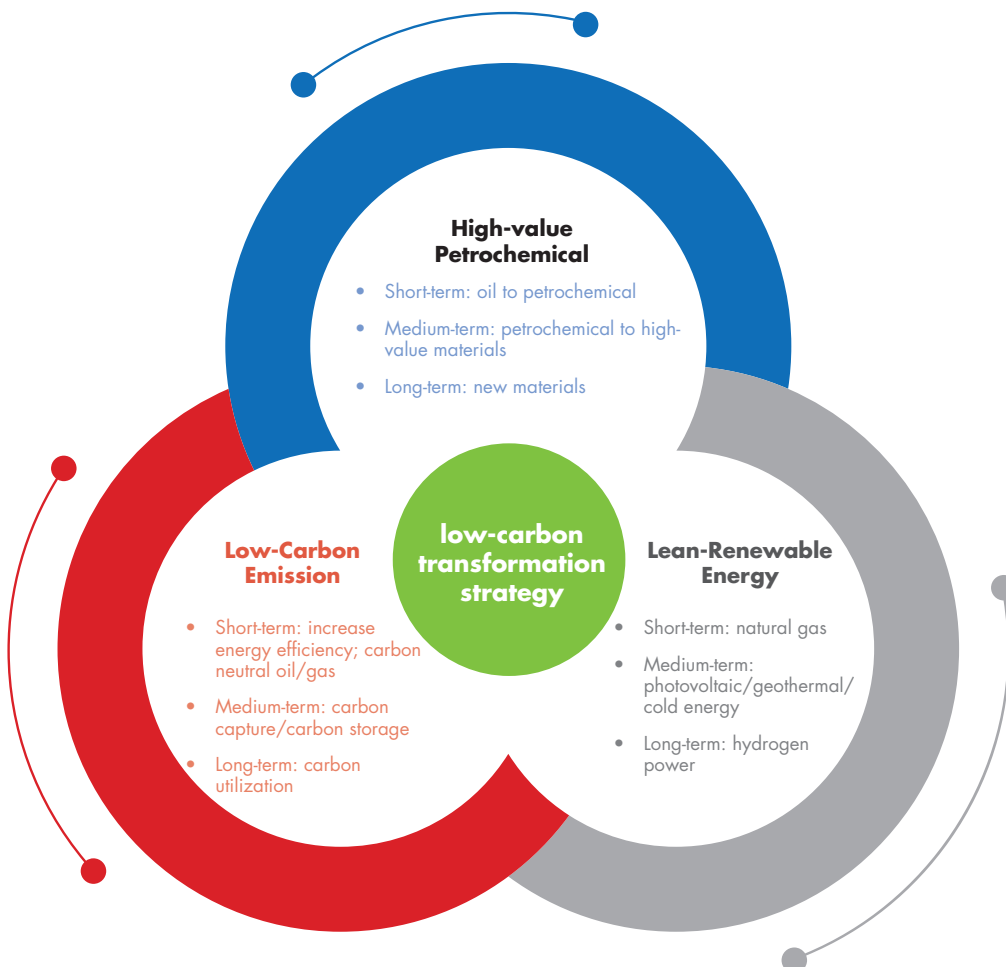 High-value
Petrochemical
• Short-term: oil to petrochemical
• Medium-term: petrochemical to high-
value materials
• Long-term: new materials
low-carbon
transformation
strategy
Low-Carbon
Emission
• Short-term: increase
energy efficiency; carbon
neutral oil/gas
• Medium-term: carbon
capture/carbon storage
• Long-term: carbon
utilization
Lean-Renewable
Energy
• Short-term: natural gas
• Medium-term:
photovoltaic/geothermal/
cold energy
• Long-term: hydrogen
power